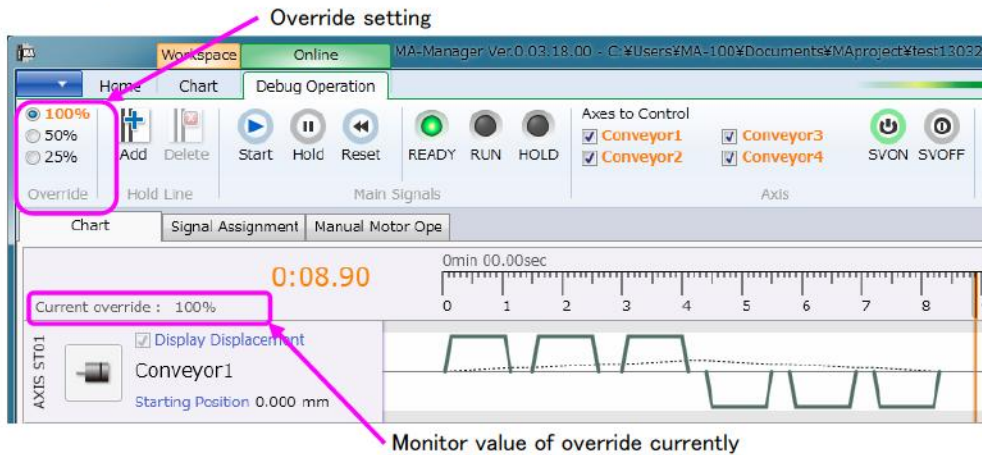 Override setting
Workspace
Online
MA-Manager Ver.0.03.18.00 - C:¥Users¥MA-100¥Documents¥MAproject¥test13032
Home
Chart
Debug Operation
100%
50%
25%
Override
Add
Delete
Hold Line
Start
Hold
Reset
READY
RUN
HOLD
Main Signals
Axes to Control
Conveyor1
Conveyor3
Conveyor2
Conveyor4
SVON
SVOFF
Axis
Chart
Signal Assignment
Manual Motor Ope
0:08.90
0min 00.00sec
0 1 2 3 4 5 6 7 8
Current override : 100%
AXIS ST01
Display Displacement
Conveyor1
Starting Position 0.000 mm
Monitor value of override currently